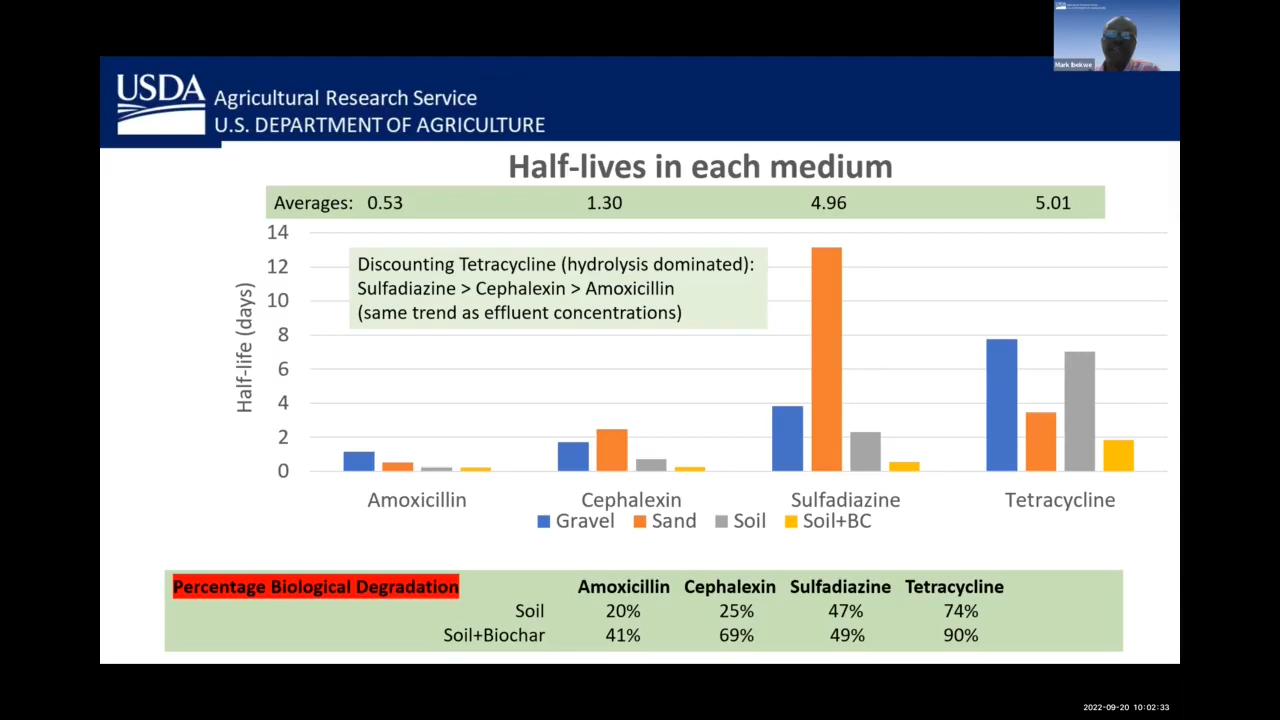 Mark Ibekwe
USDA
Agricultural Research Service
U.S. DEPARTMENT OF AGRICULTURE
Half-lives in each medium
Averages: 0.53 1.30 4.96 5.01
14
12
10
8
6
4
2
0
Half-life (days)
Discounting Tetracycline (hydrolysis dominated):
Sulfadiazine > Cephalexin > Amoxicillin
(same trend as effluent concentrations)
Amoxicillin Cephalexin Sulfadiazine Tetracycline
Gravel Sand Soil Soil+BC
Percentage Biological Degradation Amoxicillin Cephalexin Sulfadiazine Tetracycline
Soil 20% 25% 47% 74%
Soil+Biochar 41% 69% 49% 90%
2022-09-20 10:02:33